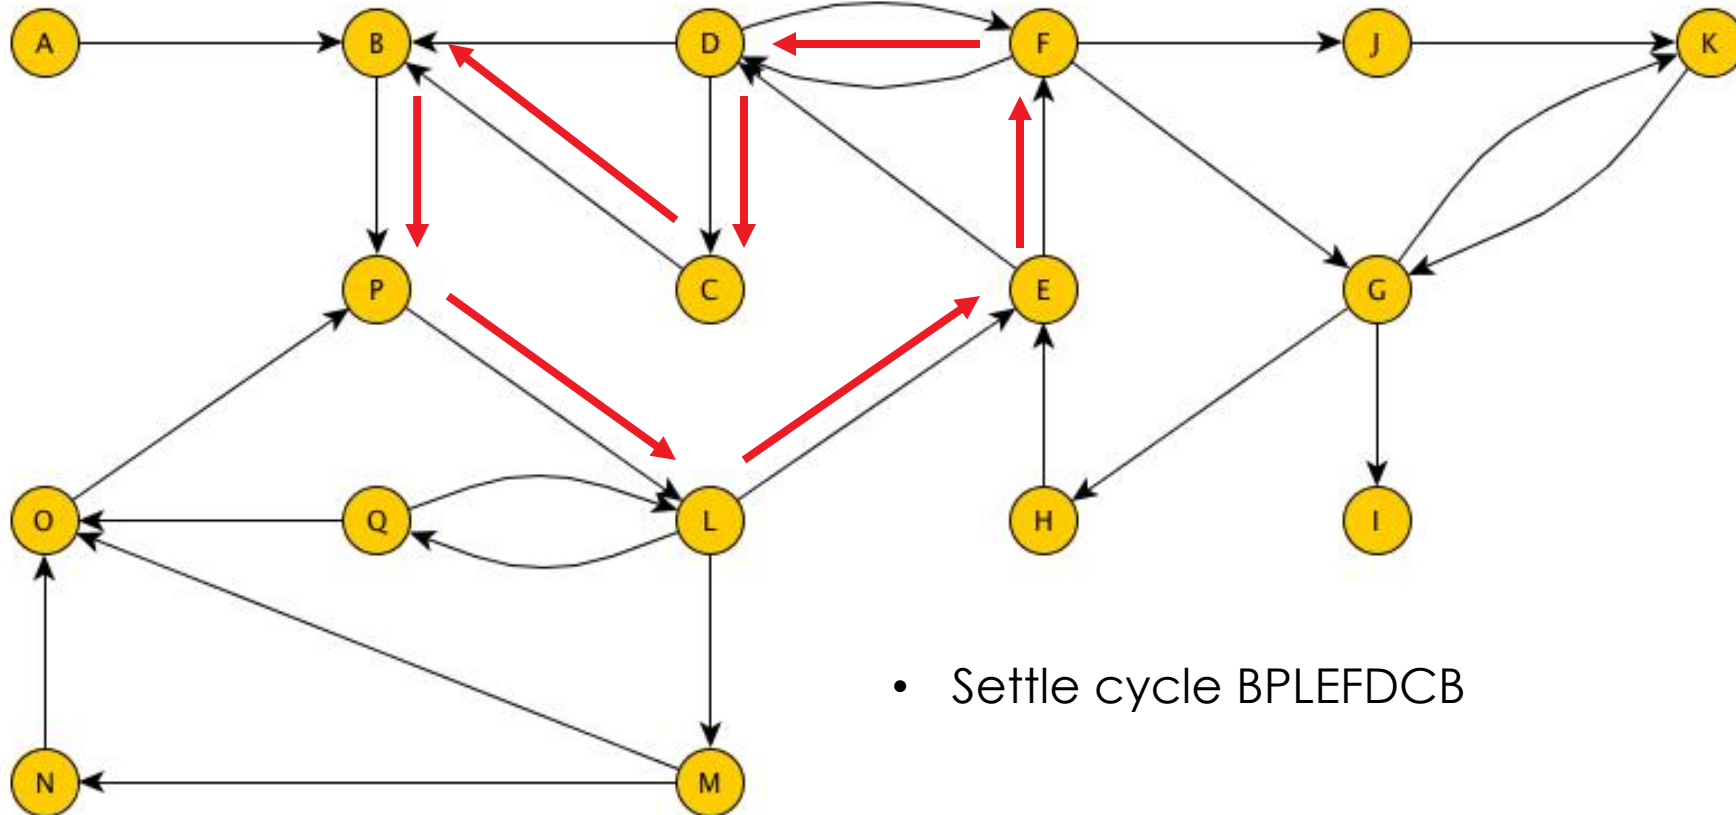 A B D F J K
P C E G
O Q L H I
• Settle cycle BPLEFDCB
N M